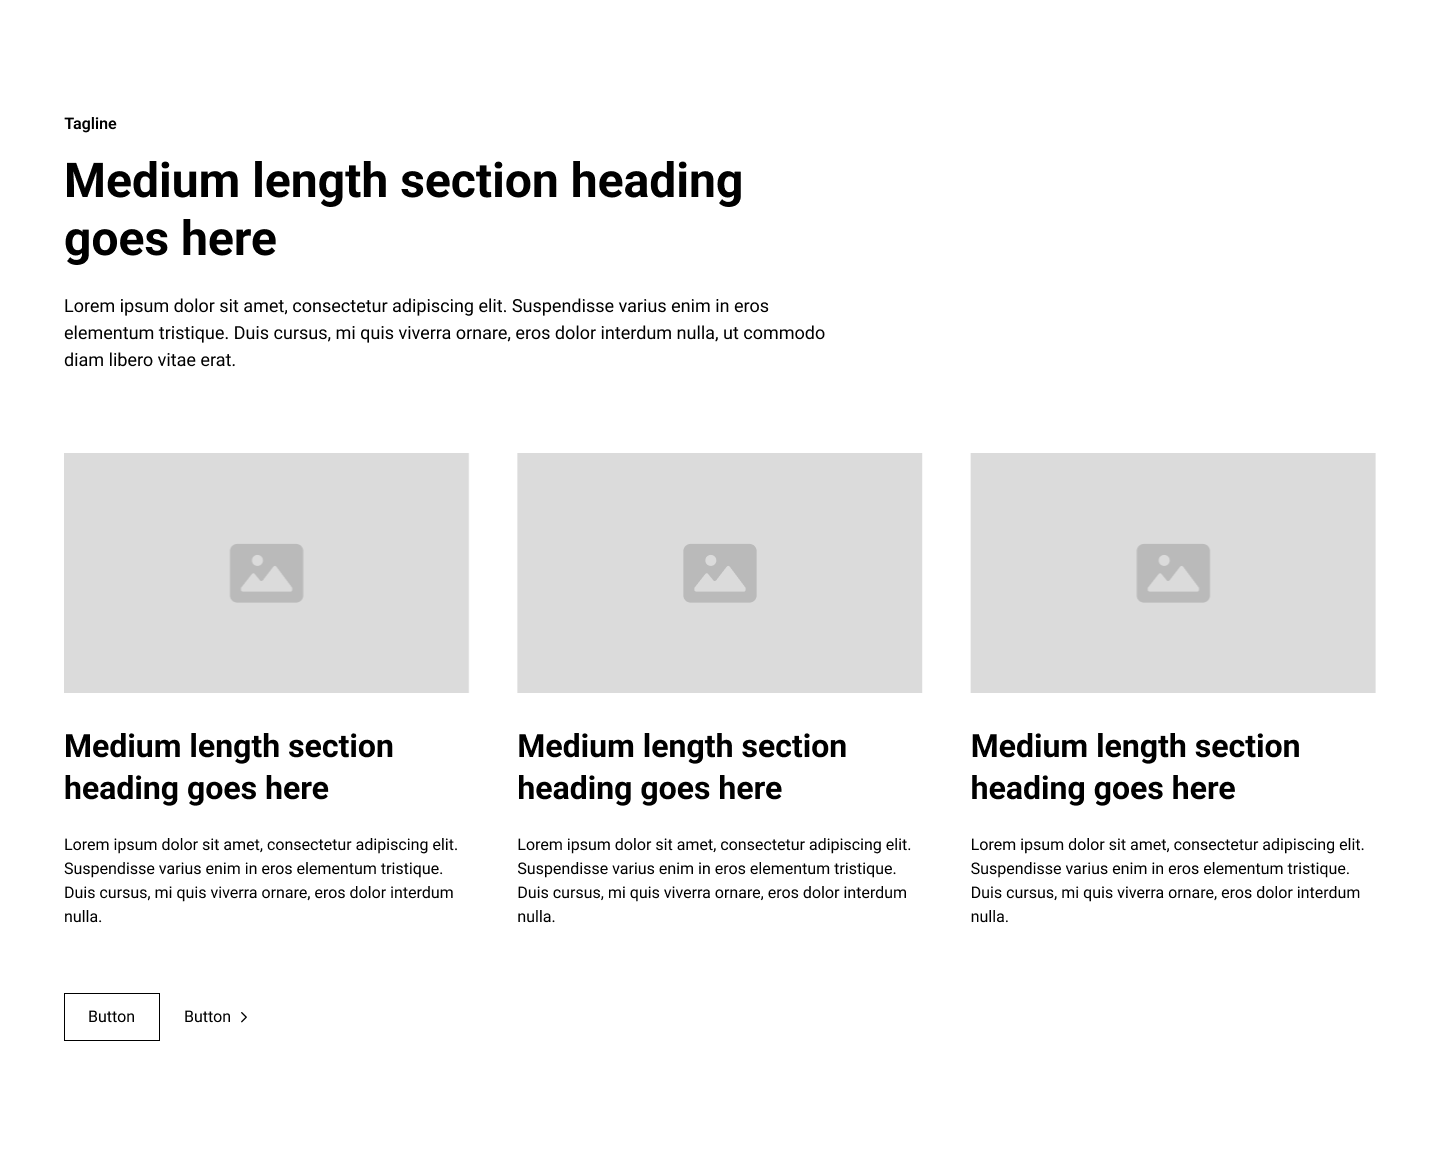 Tagline
Medium length section heading
goes here
Lorem ipsum dolor sit amet, consectetur adipiscing elit. Suspendisse varius enim in eros
elementum tristique. Duis cursus, mi quis viverra ornare, eros dolor interdum nulla, ut commodo
diam libero vitae erat.
Medium length section
heading goes here
Lorem ipsum dolor sit amet, consectetur adipiscing elit.
Suspendisse varius enim in eros elementum tristique.
Duis cursus, mi quis viverra ornare, eros dolor interdum
nulla.
Medium length section
heading goes here
Lorem ipsum dolor sit amet, consectetur adipiscing elit.
Suspendisse varius enim in eros elementum tristique.
Duis cursus, mi quis viverra ornare, eros dolor interdum
nulla.
Medium length section
heading goes here
Lorem ipsum dolor sit amet, consectetur adipiscing elit.
Suspendisse varius enim in eros elementum tristique.
Duis cursus, mi quis viverra ornare, eros dolor interdum
nulla.
Button
Button